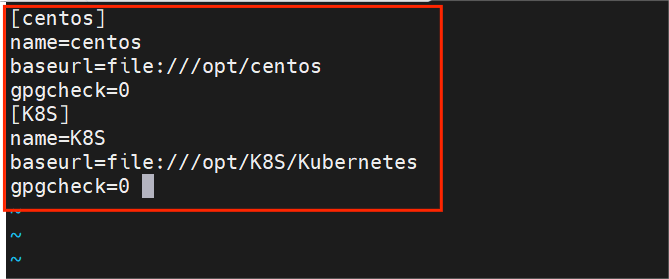 [centos]
name=centos
baseurl=file:///opt/centos
gpgcheck=0
[K8S]
name=K8S
baseurl=file:///opt/K8S/Kubernetes
gpgcheck=0
~
~
~